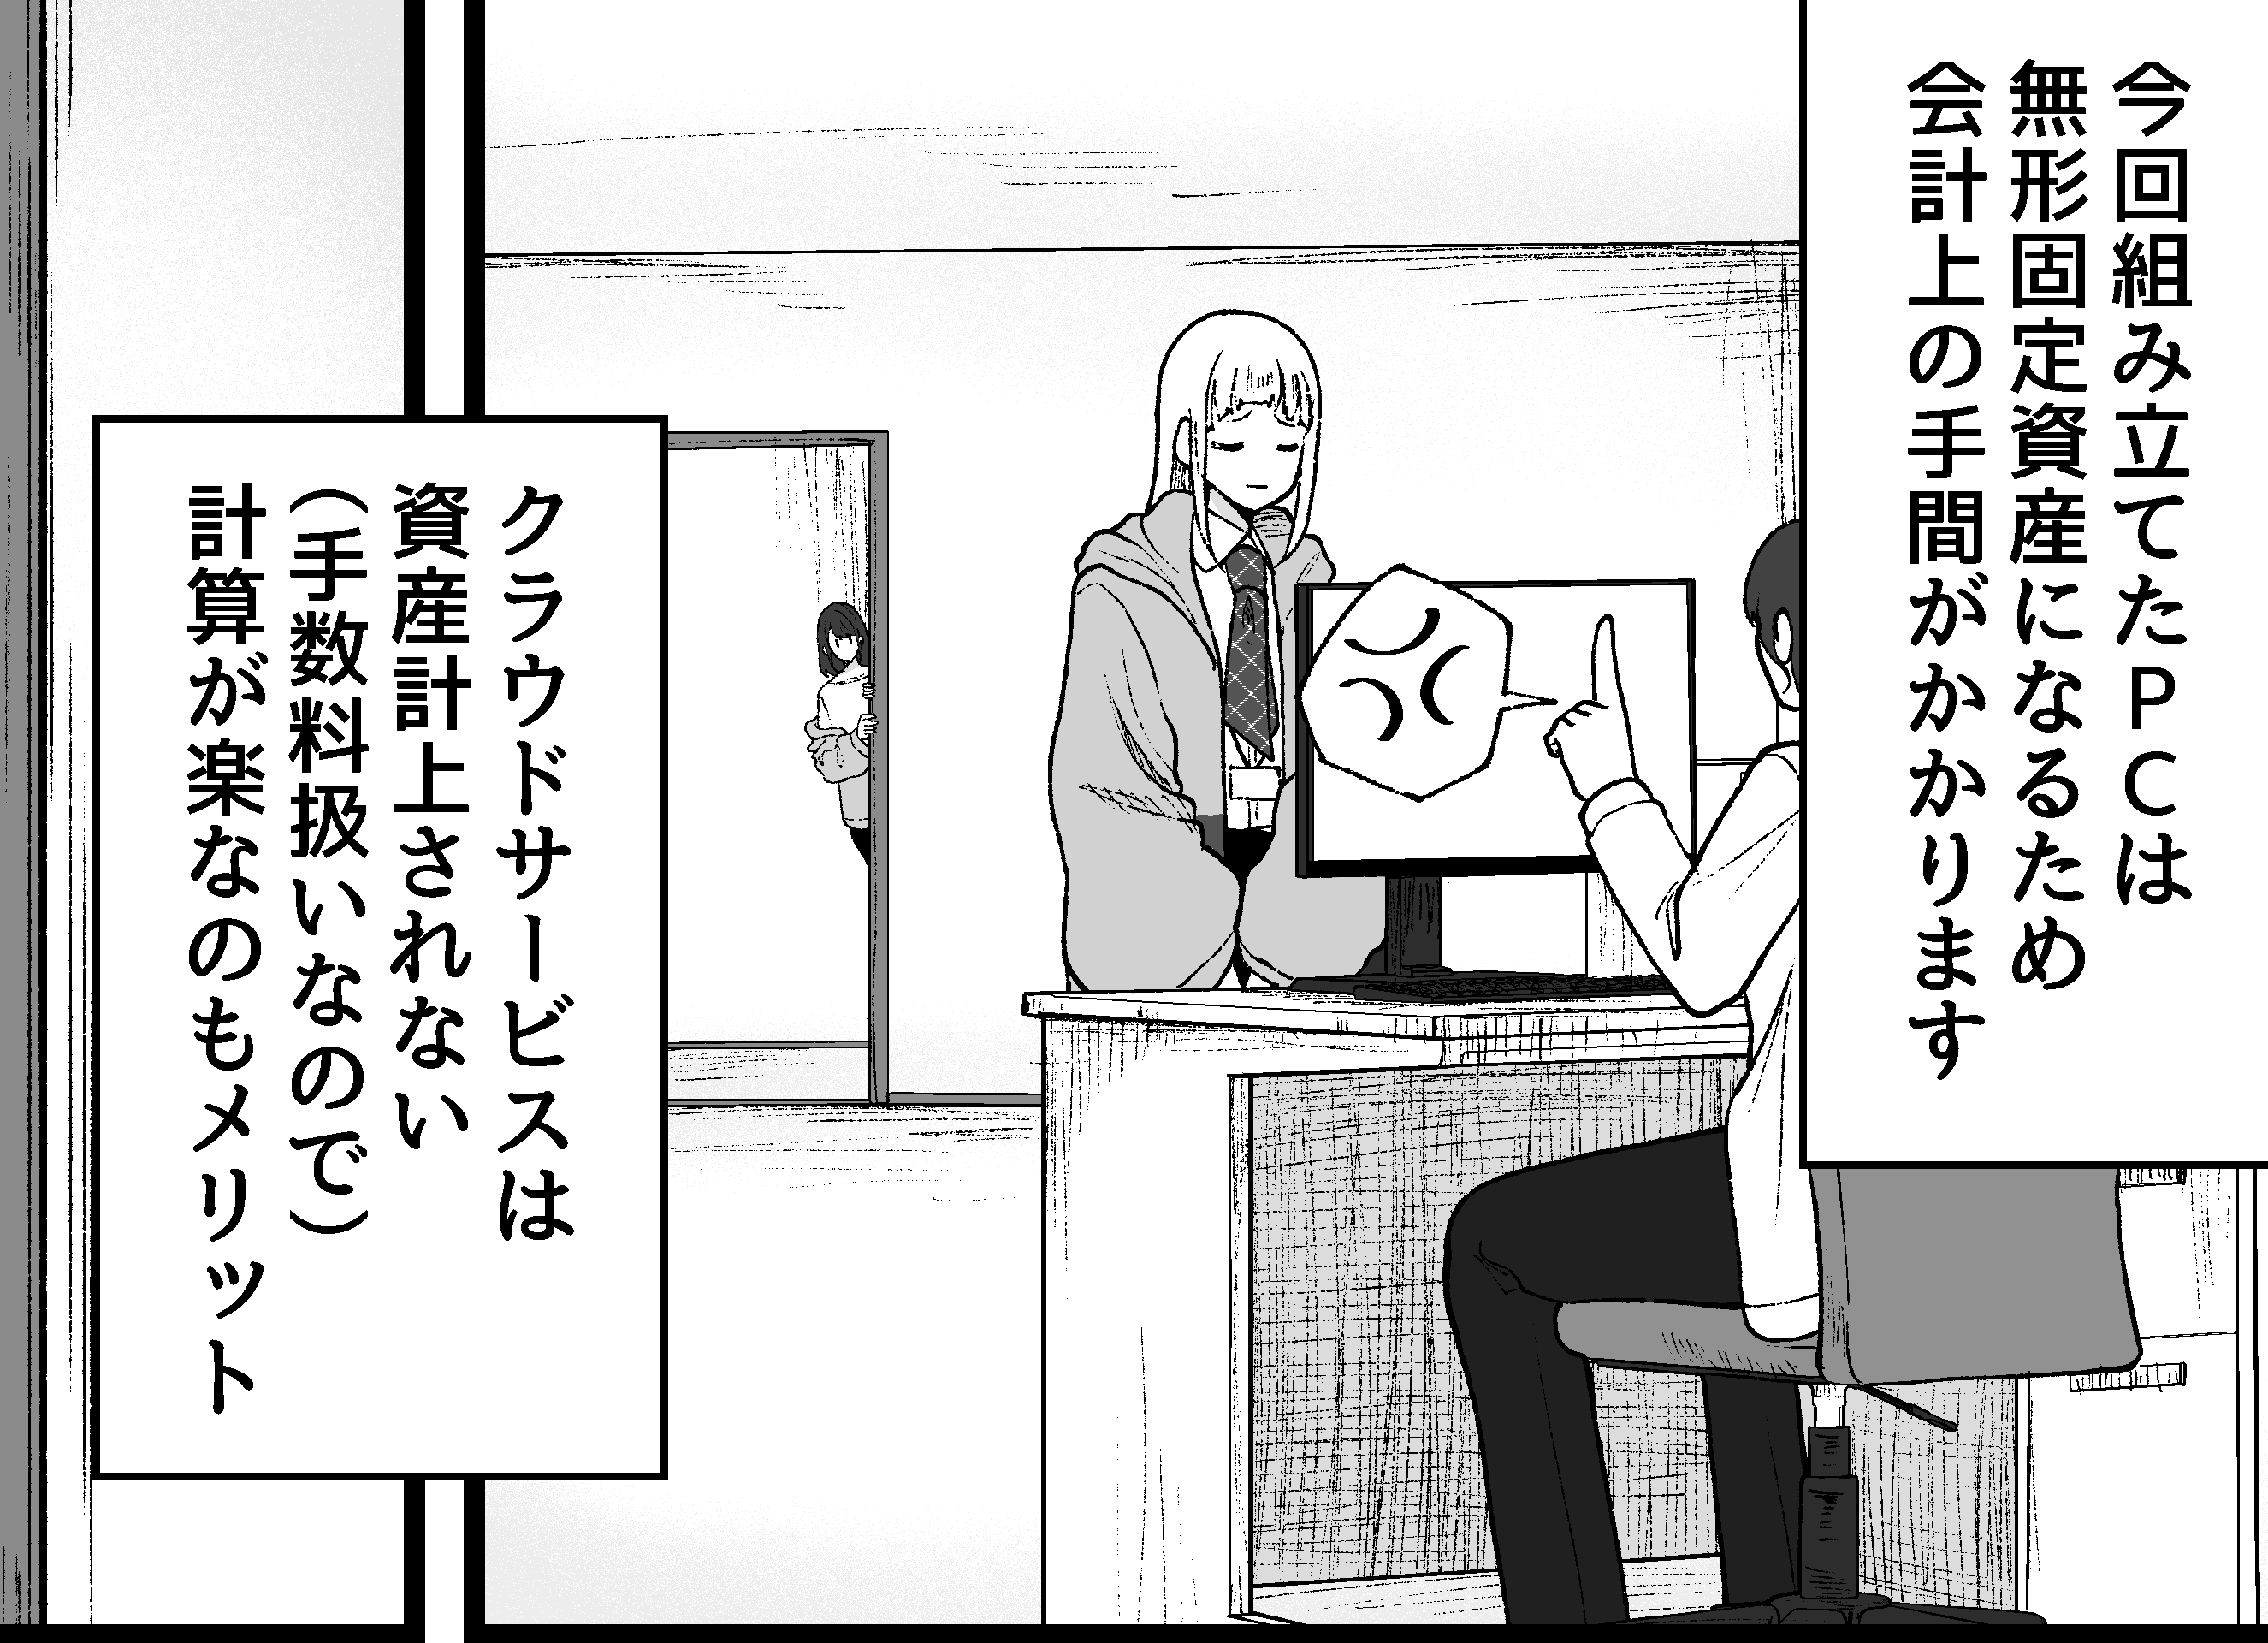 今回組み立てたPCは
無形固定資産になるため
会計上の手間がかかります
クラウドサービスは
資産計上されない
(手数料扱いなので)
計算が楽なのもメリット